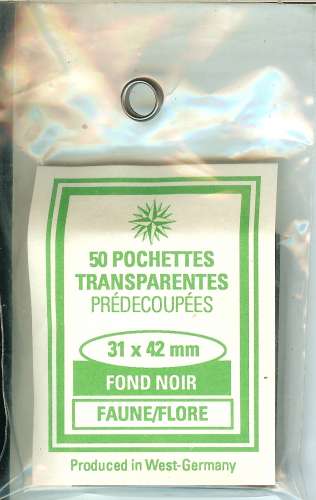 50 POCHETTES
TRANSPARENTES
PRÉDECOUPÉES
31 x 42 mm
FOND NOIR
FAUNE/FLORE
Produced in West-Germany